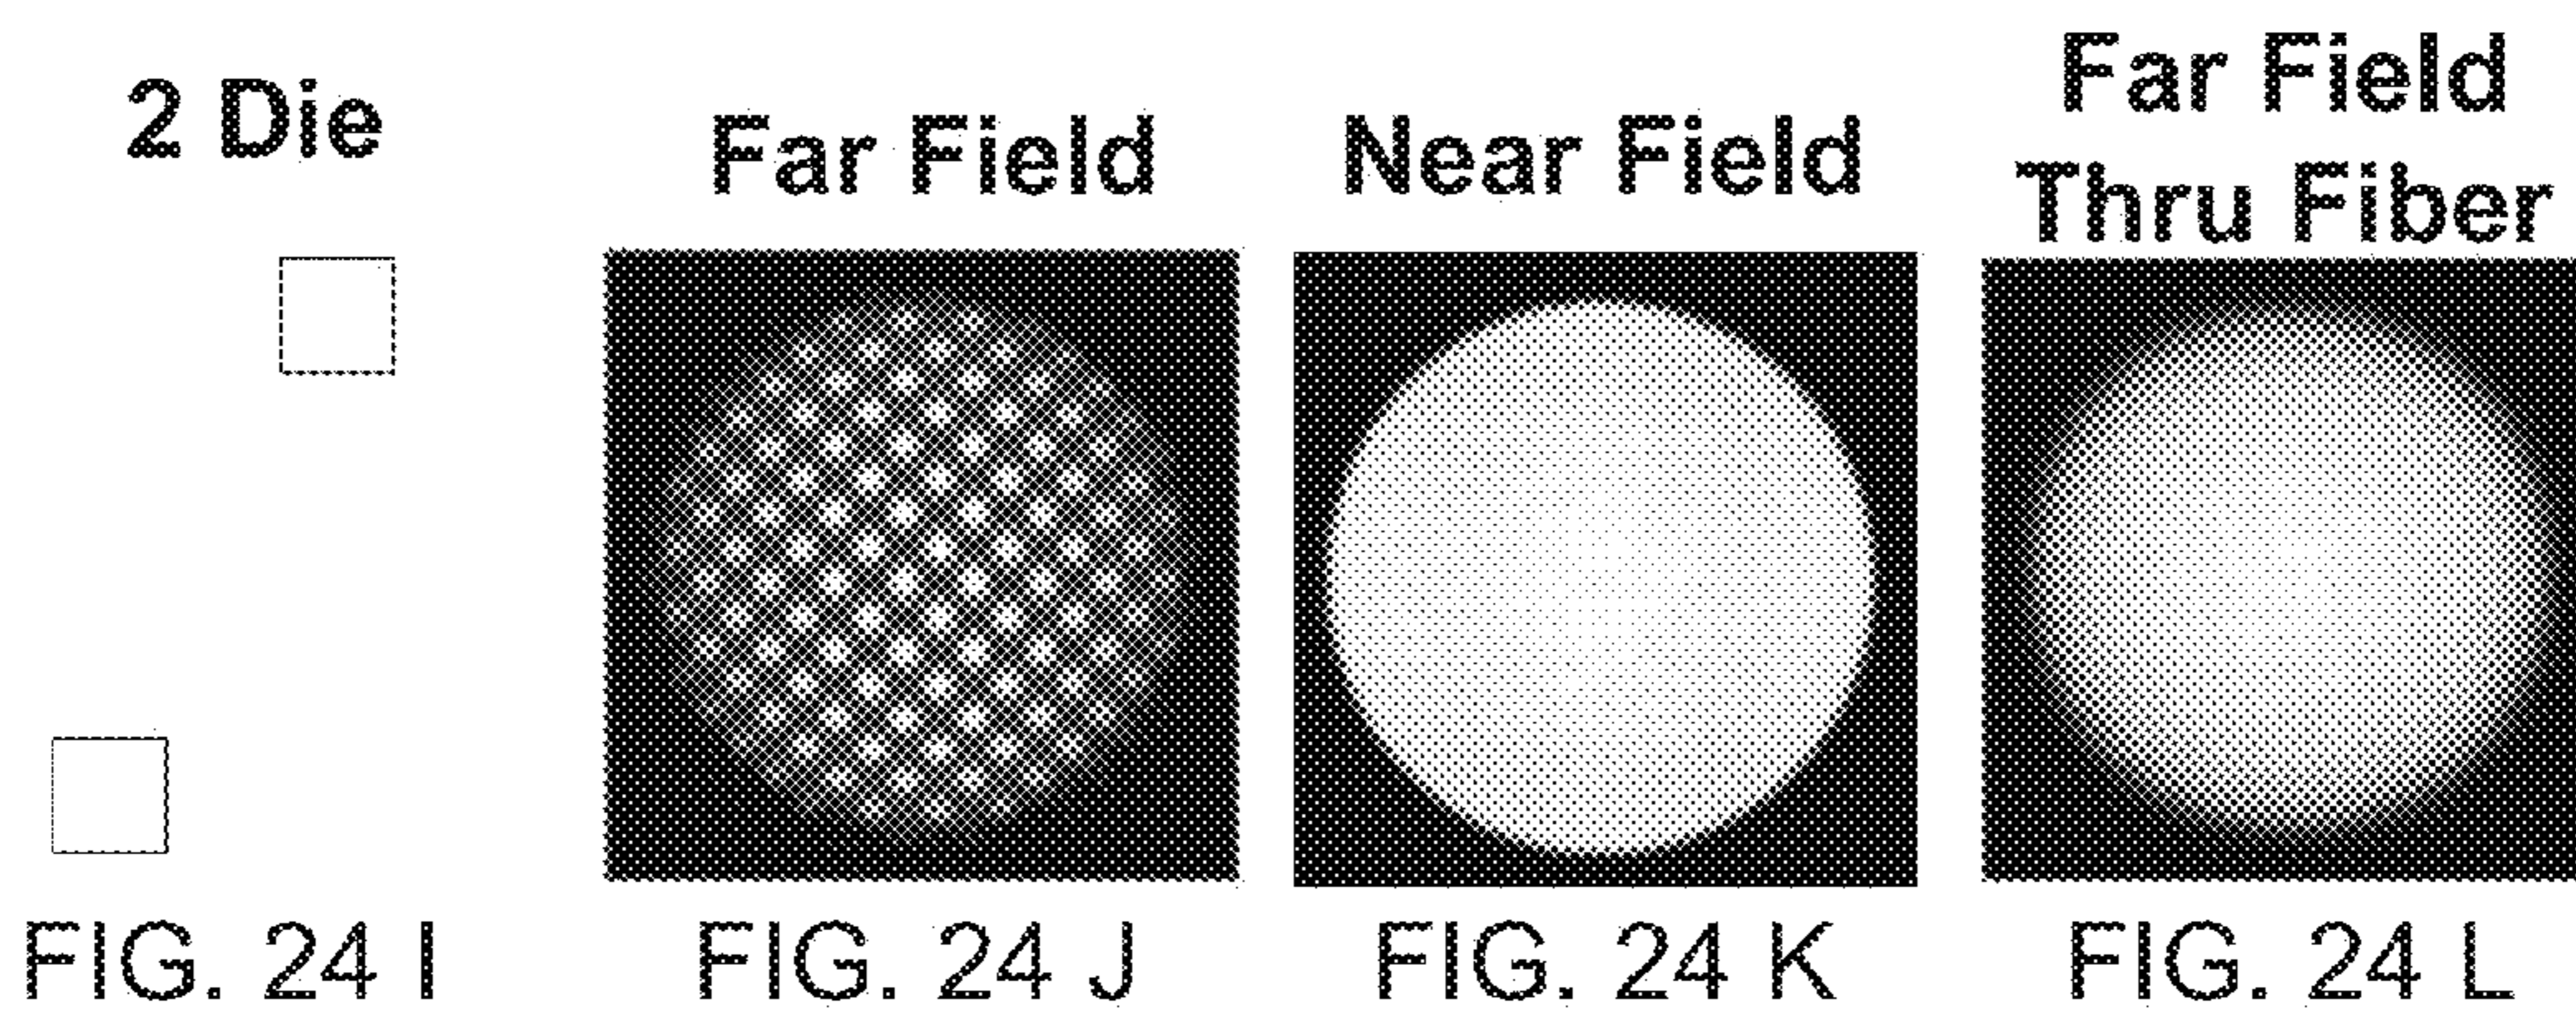 2 Die
Far Field
Near Field
Far Field
Thru Fiber
FIG. 24 I
FIG. 24 J
FIG. 24 K
FIG. 24 L